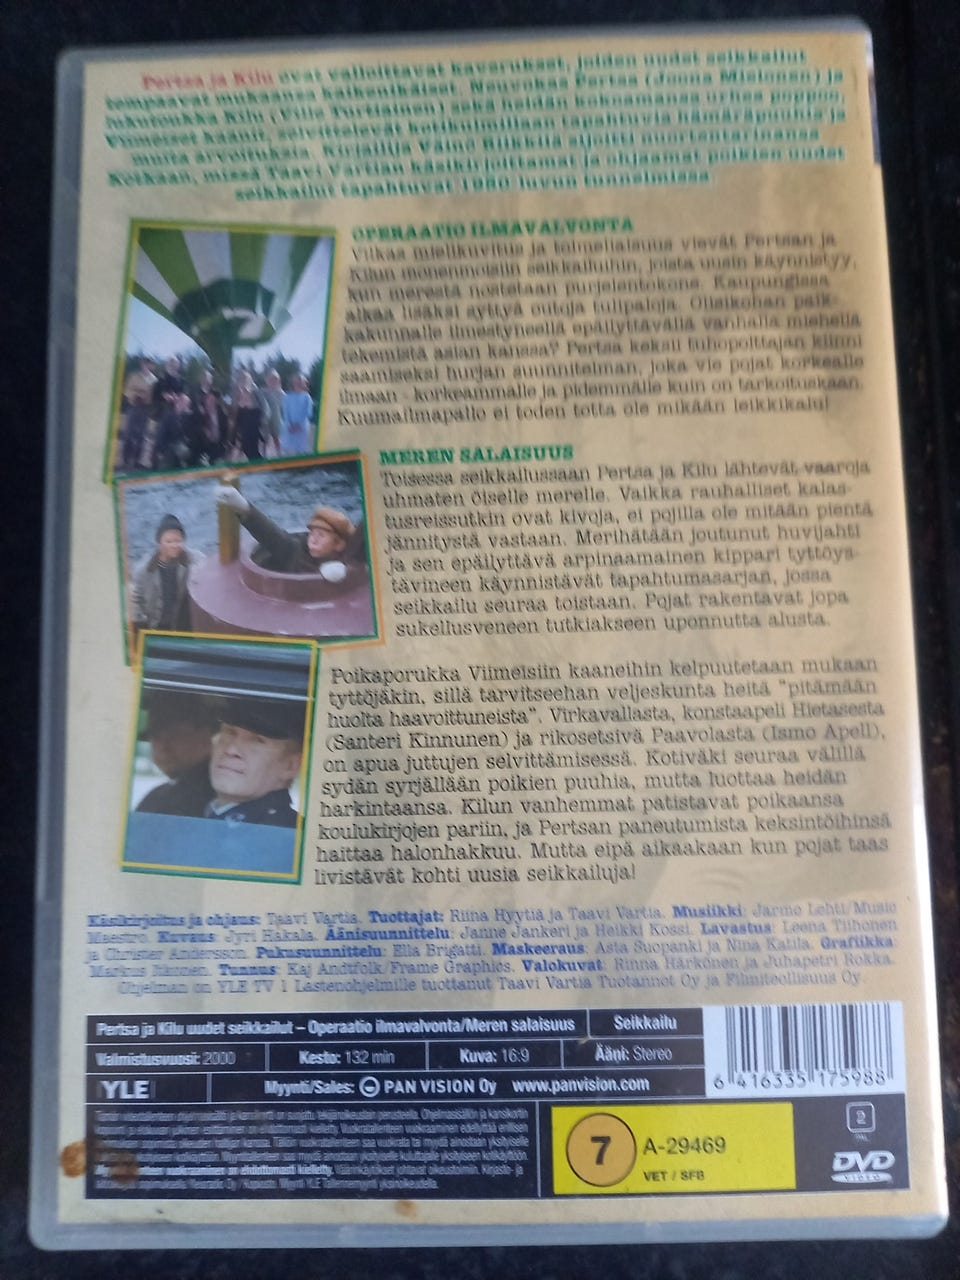 Pertsa ja Kilu ovat valloittavat kaverukset, joiden uudet seikkailut
tempaavat mukaansa kaikenikäiset. Neuvokas Pertsa (Joona Mielonen) ja
lukutoukka Kilu (Ville Turtiainen) sekä heidän kokoamansa urhea poppoo,
Viimeiset käänit, selvittelevät kotikulmillaan tapahtuvia hämäräpuuhia ja
muita arvoituksia. Kirjailija Väinö Riikkilä sijoitti nuortentarinansa
Kotkaan, missä Taavi Vartian käsikirjoittamat ja ohjaamat poikien uudet
seikkailut tapahtuvat 1950 luvun tunnelmissa
OPERAATIO ILMAVALVONTA
Vilkas mielikuvitus ja toimeliaisuus vievät Pertsan ja
Kilun monenmoisiin seikkailuihin, joista uusin käynnistyy,
kun merestä nostetaan purjelentokone. Kaupungissa
alkaa lisäksi syttyä outoja tulipaloja. Olisikohan paik-
kakunnalle ilmestyneellä epäilyttävällä vanhalla miehellä
tekemistä asian kanssa? Pertsa keksii tuhopolttajan kiinni
saamiseksi hurjan suunnitelman, joka vie pojat korkealle
ilmaan - korkeammalle ja pidemmälle kuin on tarkoituskaan.
Kuumailmapallo ei toden totta ole mikään leikkikalu!
MEREN SALAISUUS
Toisessa seikkailussaan Pertsa ja Kilu lähtevät vaaroja
uhmaten öiselle merelle. Vaikka rauhalliset kalas-
tusreissutkin ovat kivoja, ei pojilla ole mitään pientä
jännitystä vastaan. Merihätään joutunut huvijahti
ja sen epäilyttävä arpinaamainen kippari tyttöys-
tävineen käynnistävät tapahtumasarjan, jossa
seikkailu seuraa toistaan. Pojat rakentavat jopa
sukellusveneen tutkiakseen uponnutta alusta.
Poikaporukka Viimeisiin kaaneihin kelpuutetaan mukaan
tyttöjäkin, sillä tarvitseehan veljeskunta heitä "pitämään
huolta haavoittuneista". Virkavallasta, konstaapeli Hietasesta
(Santeri Kinnunen) ja rikosetsivä Paavolasta (Ismo Apell),
on apua juttujen selvittämisessä. Kotiväki seuraa välillä
sydän syrjällään poikien puuhia, mutta luottaa heidän
harkintaansa. Kilun vanhemmat patistavat poikaansa
koulukirjojen pariin, ja Pertsan paneutumista keksintöihinsä
haittaa halonhakkuu. Mutta eipä aikaakaan kun pojat taas
livistävät kohti uusia seikkailuja!
Käsikirjoitus ja ohjaus: Taavi Vartia. Tuottajat: Riina Hyytiä ja Taavi Vartia. Musiikki: Jarmo Lehti/Music
Maestro. Kuvaus: Jyri Hakala. Äänisuunnittelu: Janne Jankeri ja Heikki Kossi. Lavastus: Leena Tiihonen
ja Christer Andersson. Pukusuunnittelu: Ella Brigatti. Maskeeraus: Asta Suopanki ja Nina Katila. Grafiikka:
Markus Itkonen. Tunnus: Kaj Andtfolk/Frame Graphics. Valokuvat: Rinna Härkönen ja Juhapetri Rokka.
Ohjelman on YLE TV 1 Lastenohjelmille tuottanut Taavi Vartia Tuotannot Oy ja Filmiteollisuus Oy.
Pertsa ja Kilu uudet seikkailut – Operaatio ilmavalvonta/Meren salaisuus Seikkailu
Valmistusvuosi: 2000 Kesto: 132 min Kuva: 16:9 Ääni: Stereo
YLE Myynti/Sales: PAN VISION Oy www.panvision.com
6 416335 175988
7 A-29469
VET / SFB
2
PAL
DVD
VIDEO